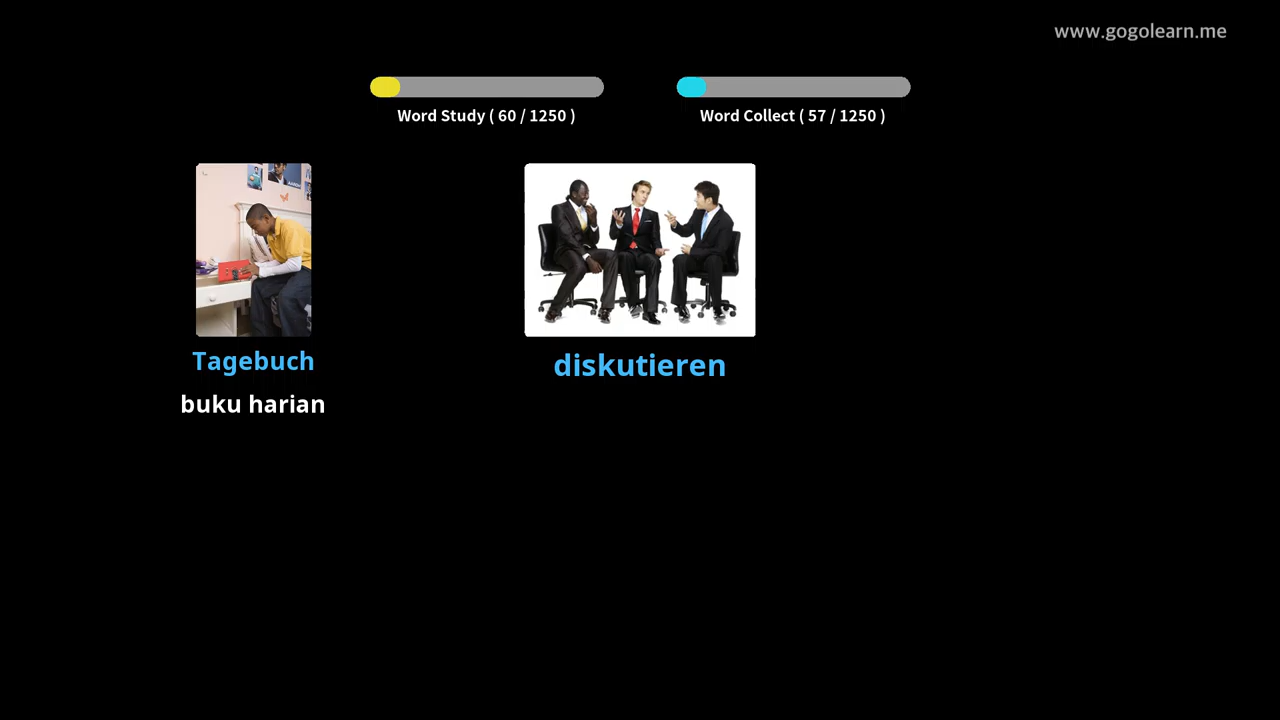 www.gogolearn.me
Word Study ( 60 / 1250 )
Word Collect ( 57 / 1250 )
Tagebuch
buku harian
diskutieren